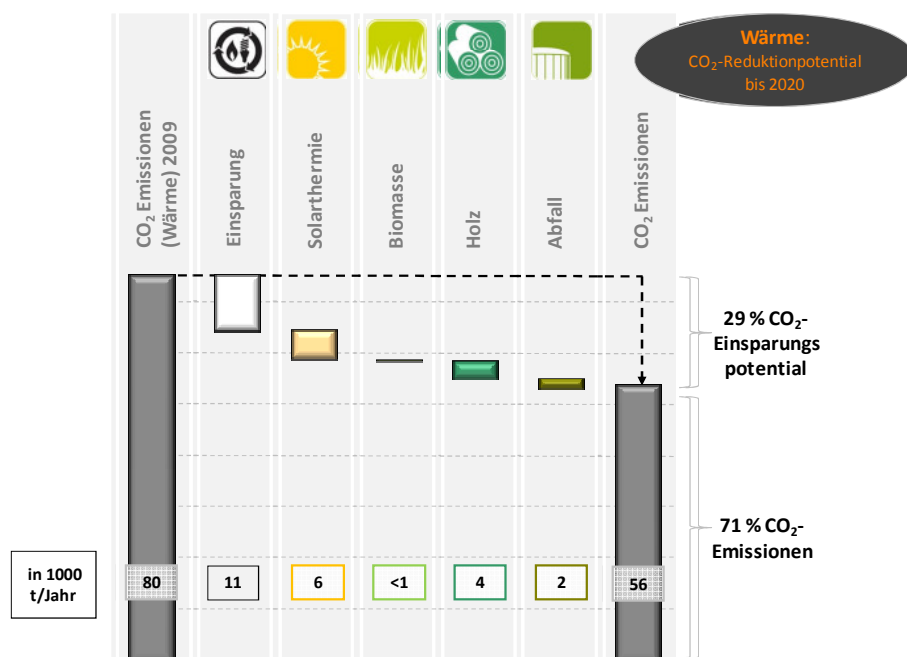 Wärme:
CO₂-Reduktionpotential
bis 2020
CO₂ Emissionen
(Wärme) 2009
Einsparung
Solarthermie
Biomasse
Holz
Abfall
CO₂ Emissionen
29 % CO₂-
Einsparungs
potential
71 % CO₂-
Emissionen
in 1000
t/Jahr
80
11
6
<1
4
2
56